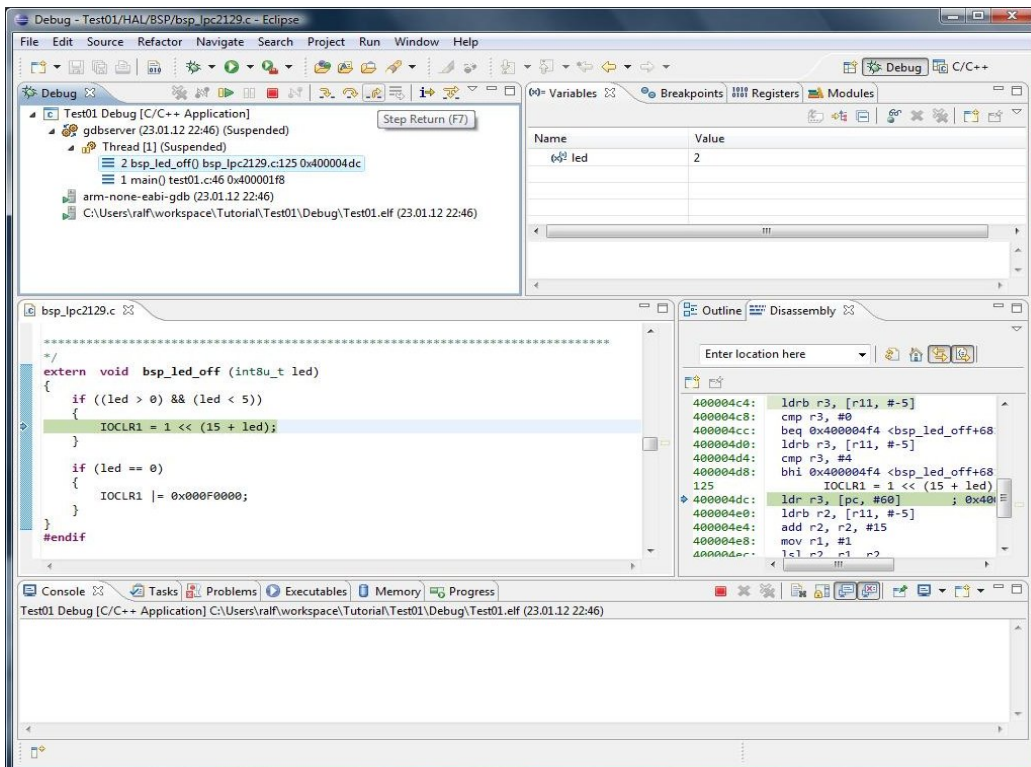 Debug - Test01/HAL/BSP/bsp_lpc2129.c - Eclipse
File Edit Source Refactor Navigate Search Project Run Window Help
Debug C/C++
Debug
Step Return (F7)
Test01 Debug [C/C++ Application]
gdbserver (23.01.12 22:46) (Suspended)
Thread [1] (Suspended)
2 bsp_led_off() bsp_lpc2129.c:125 0x400004dc
1 main() test01.c:46 0x400001f8
arm-none-eabi-gdb (23.01.12 22:46)
C:\Users\ralf\workspace\Tutorial\Test01\Debug\Test01.elf (23.01.12 22:46)
(x)= Variables Breakpoints Registers Modules
Name Value
led 2
bsp_lpc2129.c
*/
extern void bsp_led_off (int8u_t led)
{
if ((led > 0) && (led < 5))
{
IOCLR1 = 1 << (15 + led);
}
if (led == 0)
{
IOCLR1 |= 0x000F0000;
}
}
#endif
Outline Disassembly
Enter location here
400004c4: ldrb r3, [r11, #-5]
400004c8: cmp r3, #0
400004cc: beq 0x400004f4 <bsp_led_off+68
400004d0: ldrb r3, [r11, #-5]
400004d4: cmp r3, #4
400004d8: bhi 0x400004f4 <bsp_led_off+68
125 IOCLR1 = 1 << (15 + led)
400004dc: ldr r3, [pc, #60] ; 0x400
400004e0: ldrb r2, [r11, #-5]
400004e4: add r2, r2, #15
400004e8: mov r1, #1
400004ec: lsl r2, r1, r2
Console Tasks Problems Executables Memory Progress
Test01 Debug [C/C++ Application] C:\Users\ralf\workspace\Tutorial\Test01\Debug\Test01.elf (23.01.12 22:46)